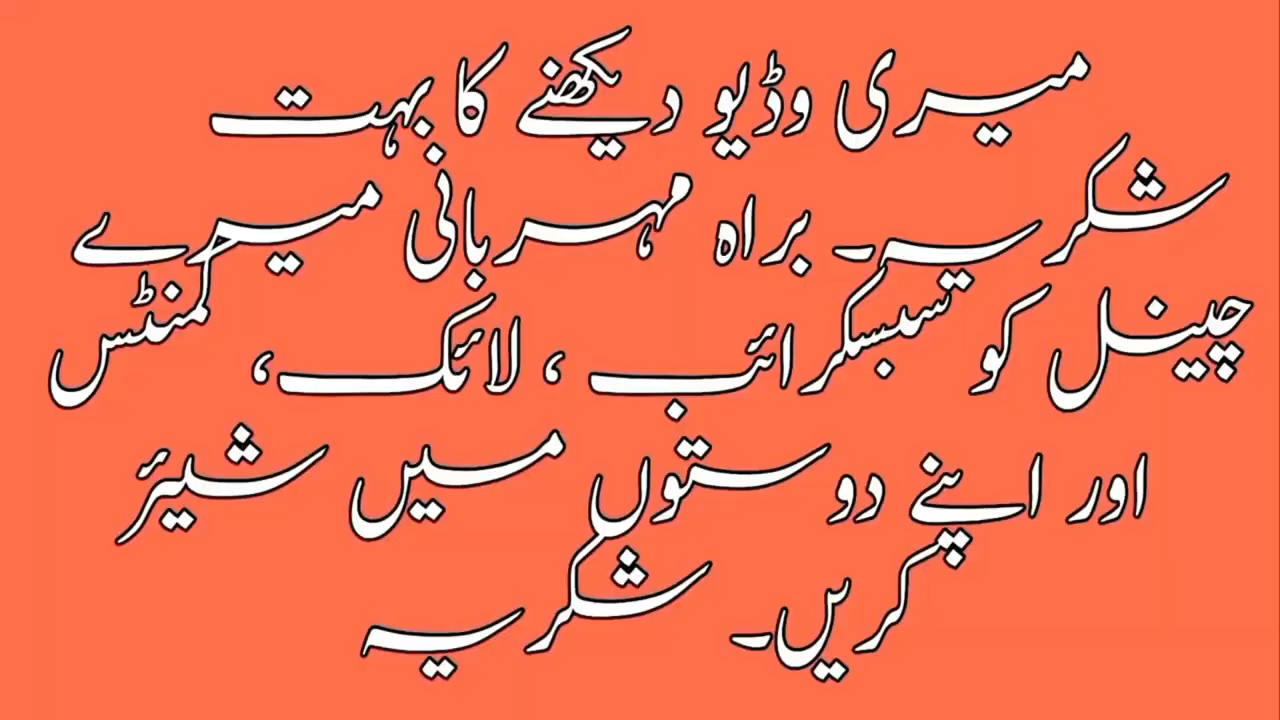 میری وڈیو دیکھنے کا بہت
شکریہ۔ براہ مہربانی میرے
چینل کو سبسکرائب ، لائک، کمنٹس
اور اپنے دوستوں میں شیئر
کریں۔ شکریہ